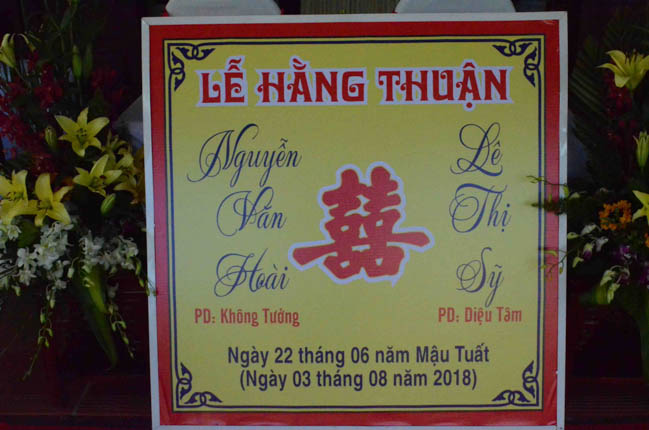 LỄ HẰNG THUẬN
Nguyễn
Văn
Hoài
Lê
Thị
Sỹ
囍
PD: Không Tưởng
PD: Diệu Tâm
Ngày 22 tháng 06 năm Mậu Tuất
(Ngày 03 tháng 08 năm 2018)